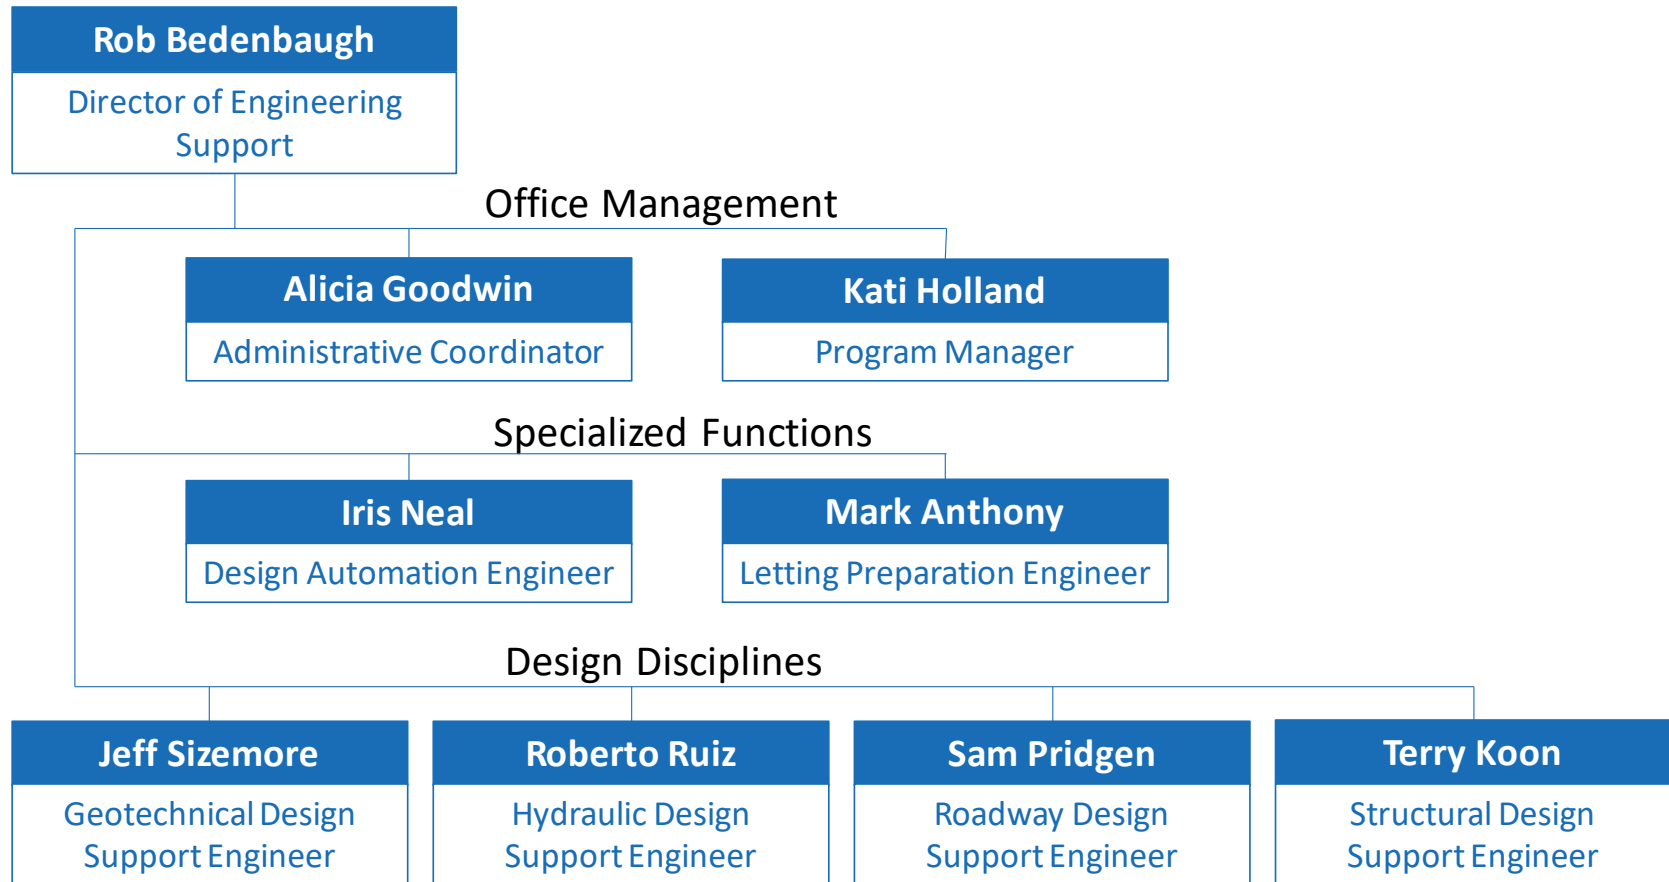 Rob Bedenbaugh
Director of Engineering
Support
Office Management
Alicia Goodwin
Administrative Coordinator
Kati Holland
Program Manager
Specialized Functions
Iris Neal
Design Automation Engineer
Mark Anthony
Letting Preparation Engineer
Design Disciplines
Jeff Sizemore
Geotechnical Design
Support Engineer
Roberto Ruiz
Hydraulic Design
Support Engineer
Sam Pridgen
Roadway Design
Support Engineer
Terry Koon
Structural Design
Support Engineer